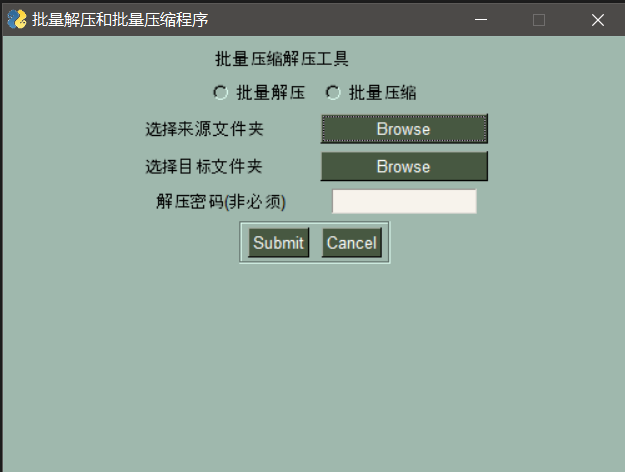 批量解压和批量压缩程序
批量压缩解压工具
批量解压 批量压缩
选择来源文件夹 Browse
选择目标文件夹 Browse
解压密码(非必须)
Submit Cancel